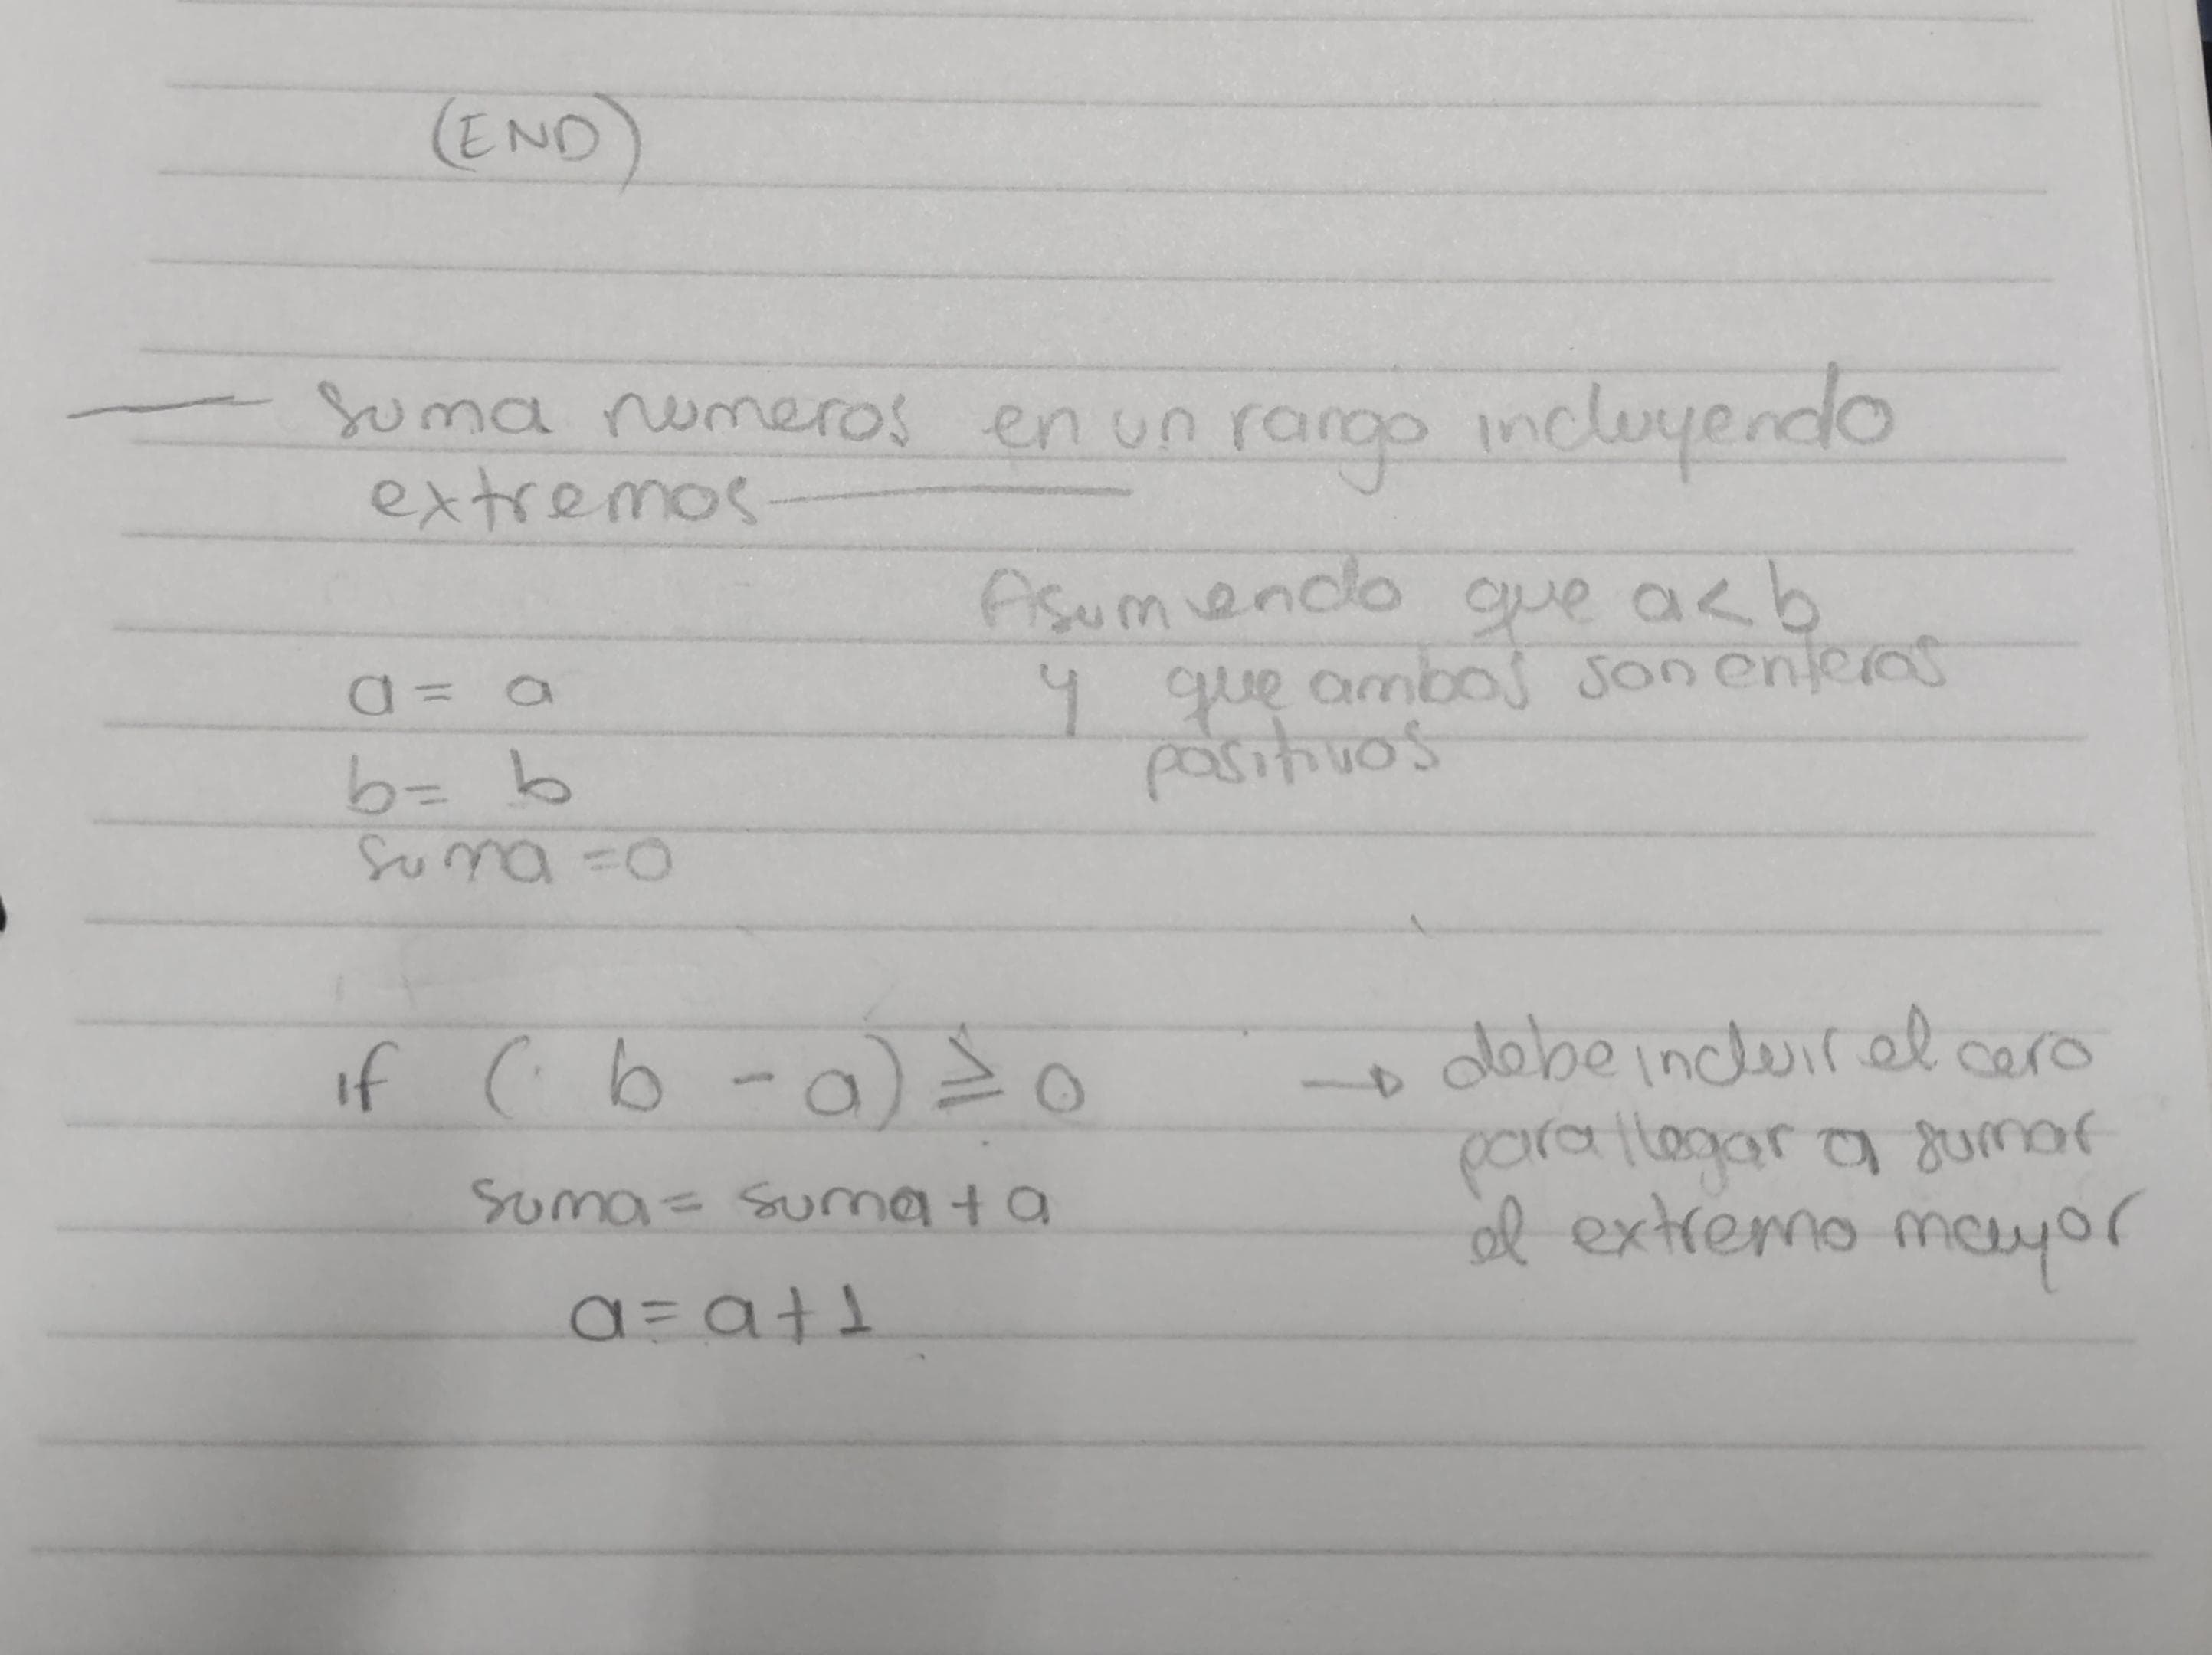 (END)
Suma numeros en un rango incluyendo
extremos
Asumiendo que a < b
y que ambos son enteros
positivos
a = a
b = b
suma = 0
if ( b - a) ≥ 0
→ debe incluir el cero
para llegar a sumar
el extremo mayor
suma = suma + a
a = a + 1